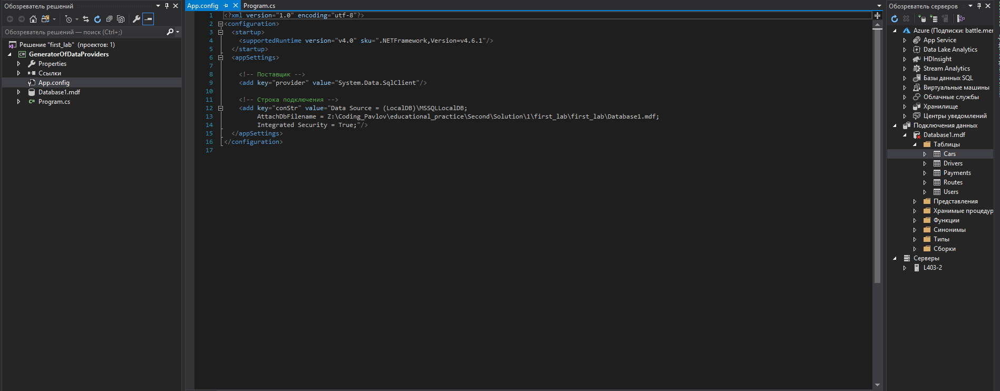 Обозреватель решений
Обозреватель решений — поиск (Ctrl+;)
Решение "first_lab" (проектов: 1)
GeneratorOfDataProviders
Properties
Ссылки
App.config
Database1.mdf
C# Program.cs
App.config
Program.cs
1 <?xml version="1.0" encoding="utf-8"?>
2 <configuration>
3 <startup>
4 <supportedRuntime version="v4.0" sku=".NETFramework,Version=v4.6.1"/>
5 </startup>
6 <appSettings>
7
8 <!-- Поставщик -->
9 <add key="provider" value="System.Data.SqlClient"/>
10
11 <!-- Строка подключения -->
12 <add key="conStr" value="Data Source = (LocalDB)\MSSQLLocalDB;
13 AttachDbFilename = Z:\Coding_Pavlov\educational_practice\Second\Solution\1\first_lab\first_lab\Database1.mdf;
14 Integrated Security = True;"/>
15 </appSettings>
16 </configuration>
17
Обозреватель серверов
Azure (Подписки: battle.mer
App Service
Data Lake Analytics
HDInsight
Stream Analytics
Базы данных SQL
Виртуальные машины
Облачные службы
Хранилище
Центры уведомлений
Подключения данных
Database1.mdf
Таблицы
Cars
Drivers
Payments
Routes
Users
Представления
Хранимые процедур
Функции
Синонимы
Типы
Сборки
Серверы
L403-2